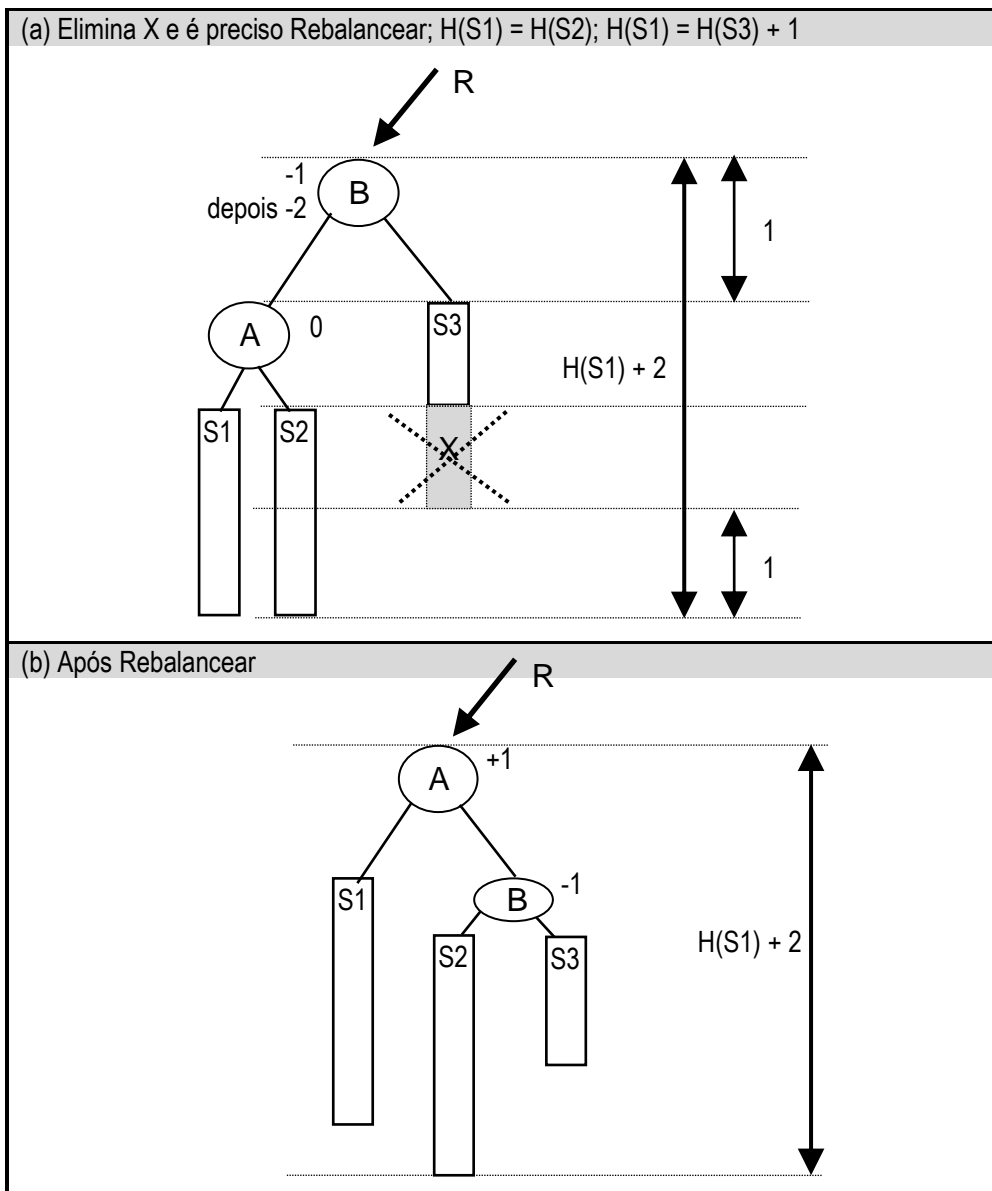 (a) Elimina X e é preciso Rebalancear; H(S1) = H(S2); H(S1) = H(S3) + 1
R
-1
depois -2
B
1
A
0
S3
H(S1) + 2
S1
S2
X
1
(b) Após Rebalancear
R
A
+1
S1
B
-1
S2
S3
H(S1) + 2